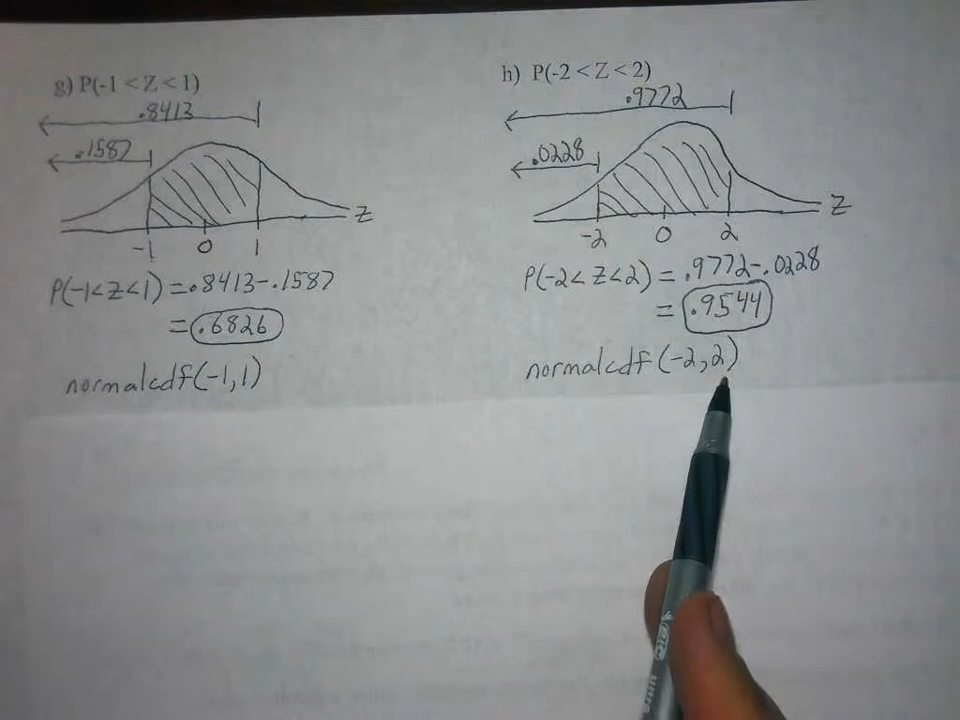 g) P(-1 < Z < 1)
.8413
.1587
Z
-1 0 1
P(-1<Z<1) = .8413-.1587
= .6826
normalcdf(-1,1)
h) P(-2 < Z < 2)
.9772
.0228
Z
-2 0 2
P(-2<Z<2) = .9772-.0228
= .9544
normalcdf(-2,2)
BIC